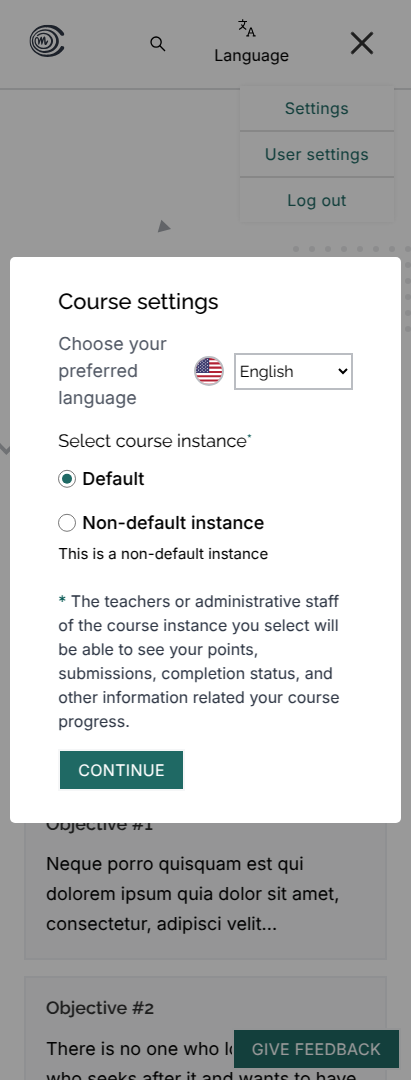 Language
Settings
User settings
Log out
Course settings
Choose your
preferred
language
English
Select course instance*
Default
Non-default instance
This is a non-default instance
* The teachers or administrative staff
of the course instance you select will
be able to see your points,
submissions, completion status, and
other information related your course
progress.
CONTINUE
Objective #1
Neque porro quisquam est qui
dolorem ipsum quia dolor sit amet,
consectetur, adipisci velit...
Objective #2
There is no one who
GIVE FEEDBACK
who seeks after it and wants to have